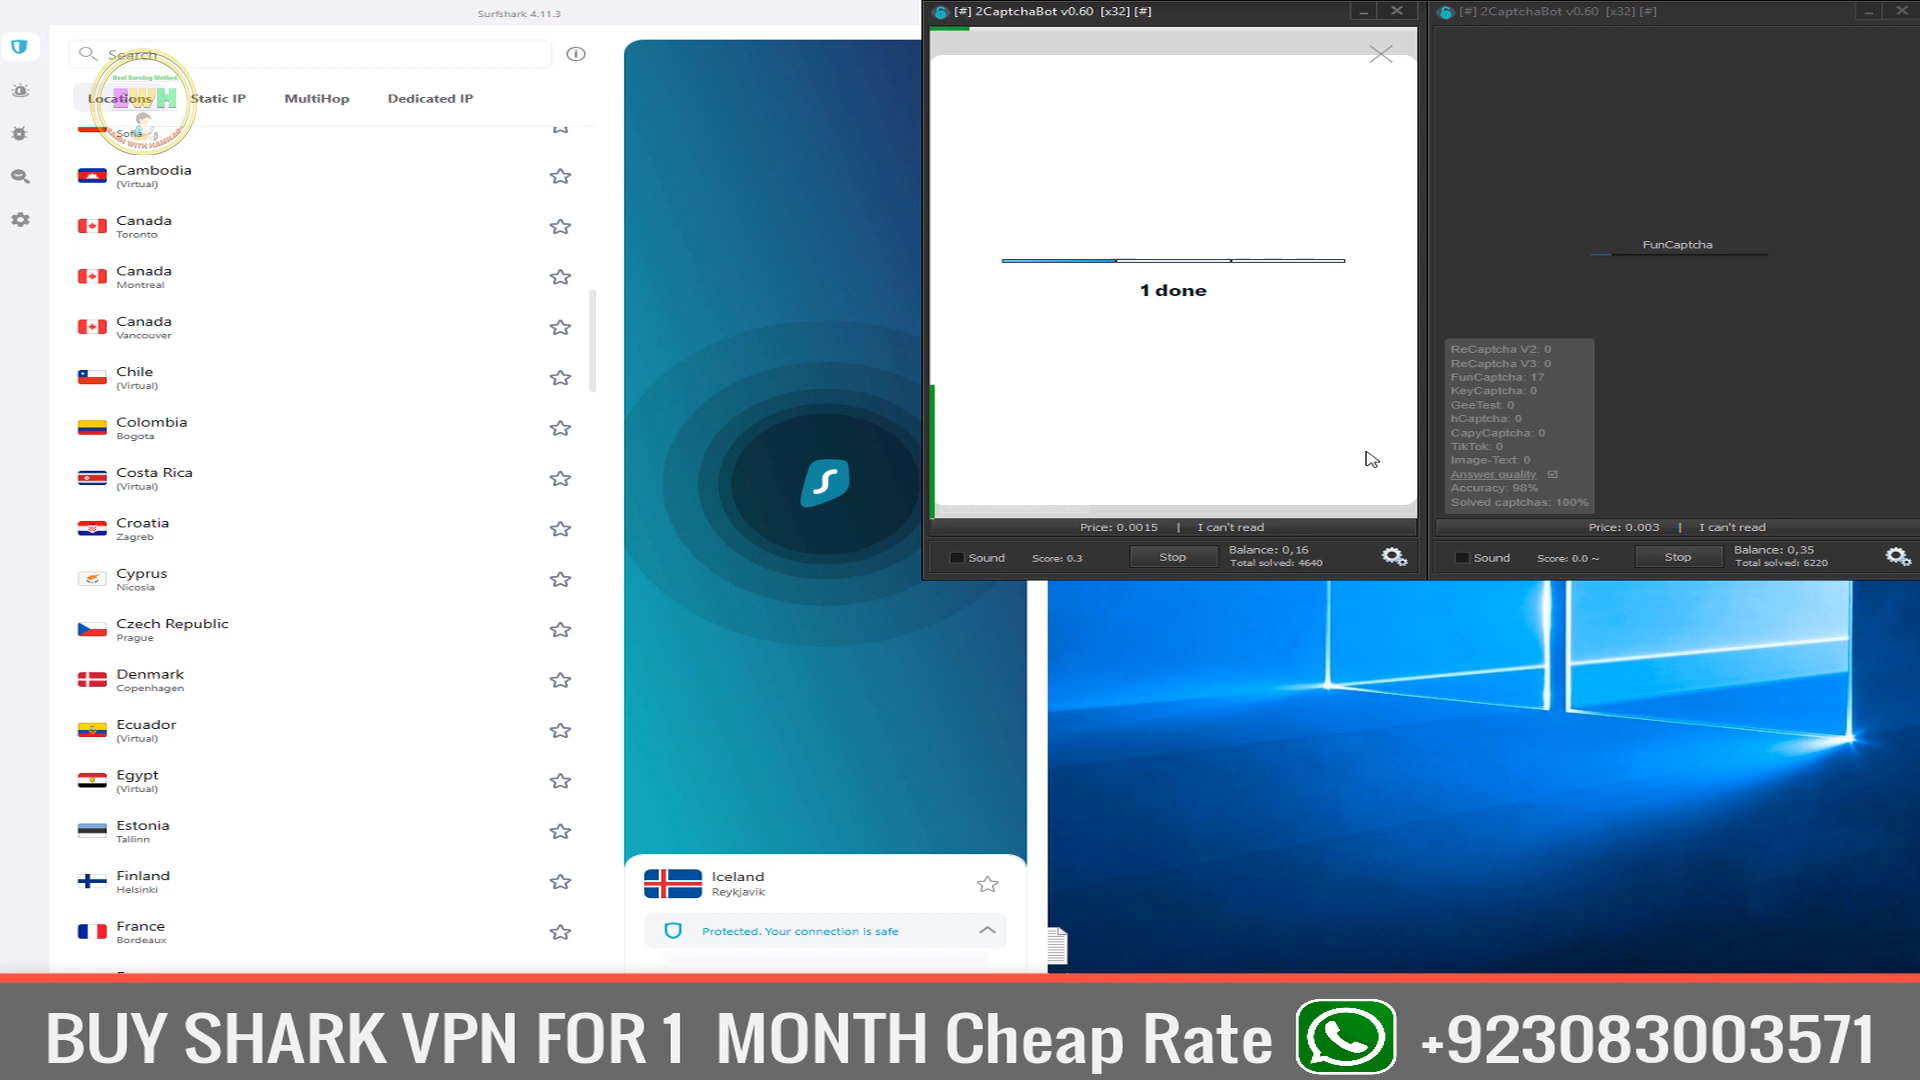 Surfshark 4.11.3
Search
Locations
Static IP
MultiHop
Dedicated IP
Real Earning Method
EWH
EARN WITH HAMMAD
Sofia
Cambodia
(Virtual)
Canada
Toronto
Canada
Montreal
Canada
Vancouver
Chile
(Virtual)
Colombia
Bogota
Costa Rica
(Virtual)
Croatia
Zagreb
Cyprus
Nicosia
Czech Republic
Prague
Denmark
Copenhagen
Ecuador
(Virtual)
Egypt
(Virtual)
Estonia
Tallinn
Finland
Helsinki
France
Bordeaux
Iceland
Reykjavik
Protected. Your connection is safe
[#] 2CaptchaBot v0.60 [x32] [#]
1 done
Price: 0.0015 | I can't read
Sound
Score: 0.3
Stop
Balance: 0,16
Total solved: 4640
[#] 2CaptchaBot v0.60 [x32] [#]
FunCaptcha
ReCaptcha V2: 0
ReCaptcha V3: 0
FunCaptcha: 17
KeyCaptcha: 0
GeeTest: 0
hCaptcha: 0
CapyCaptcha: 0
TikTok: 0
Image-Text: 0
Answer quality
Accuracy: 98%
Solved captchas: 100%
Price: 0.003 | I can't read
Sound
Score: 0.0 ~
Stop
Balance: 0,35
Total solved: 6220
BUY SHARK VPN FOR 1 MONTH Cheap Rate +923083003571